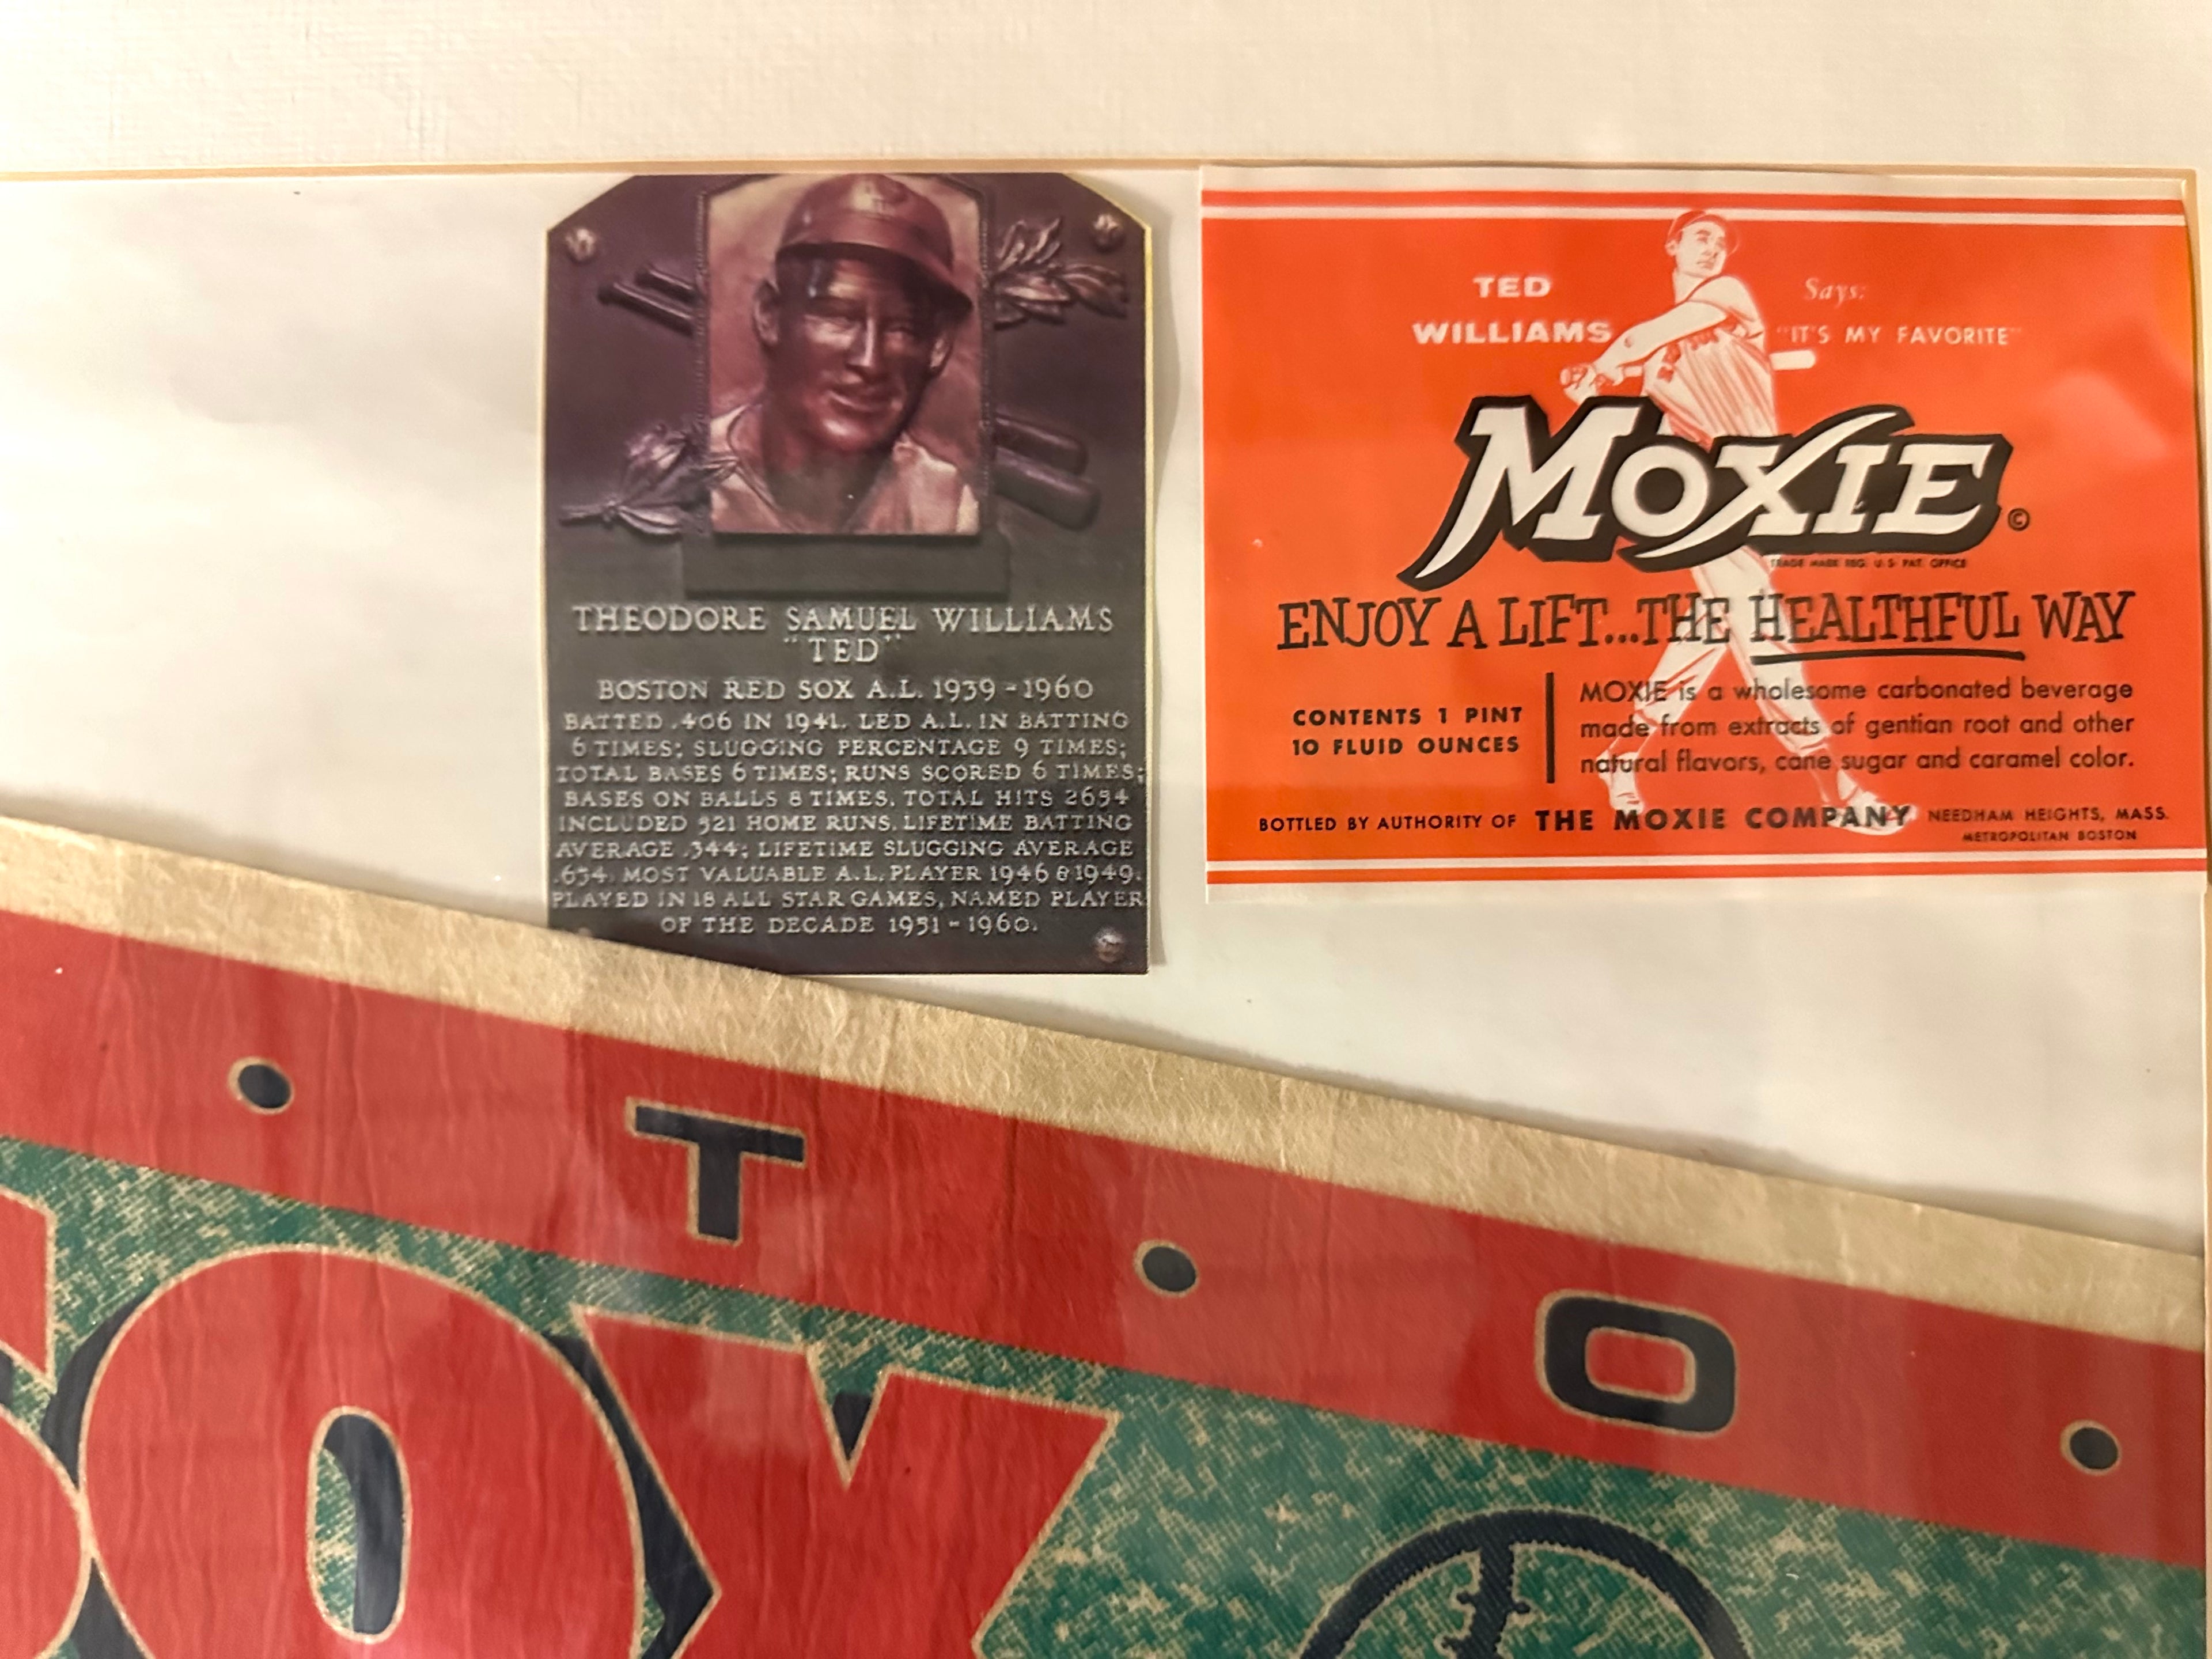 THEODORE SAMUEL WILLIAMS
"TED"
BOSTON RED SOX A.L. 1939 - 1960
BATTED .406 IN 1941. LED A.L. IN BATTING
6 TIMES; SLUGGING PERCENTAGE 9 TIMES;
TOTAL BASES 6 TIMES; RUNS SCORED 6 TIMES;
BASES ON BALLS 8 TIMES. TOTAL HITS 2654
INCLUDED 521 HOME RUNS. LIFETIME BATTING
AVERAGE .344; LIFETIME SLUGGING AVERAGE
.634. MOST VALUABLE A.L. PLAYER 1946 & 1949.
PLAYED IN 18 ALL STAR GAMES, NAMED PLAYER
OF THE DECADE 1951 - 1960.
TED
WILLIAMS
Says:
"IT'S MY FAVORITE"
MOXIE ©
TRADE MARK REG. U.S. PAT. OFFICE
ENJOY A LIFT...THE HEALTHFUL WAY
CONTENTS 1 PINT
10 FLUID OUNCES
MOXIE is a wholesome carbonated beverage
made from extracts of gentian root and other
natural flavors, cane sugar and caramel color.
BOTTLED BY AUTHORITY OF THE MOXIE COMPANY NEEDHAM HEIGHTS, MASS.
METROPOLITAN BOSTON
• T • O •
SOX